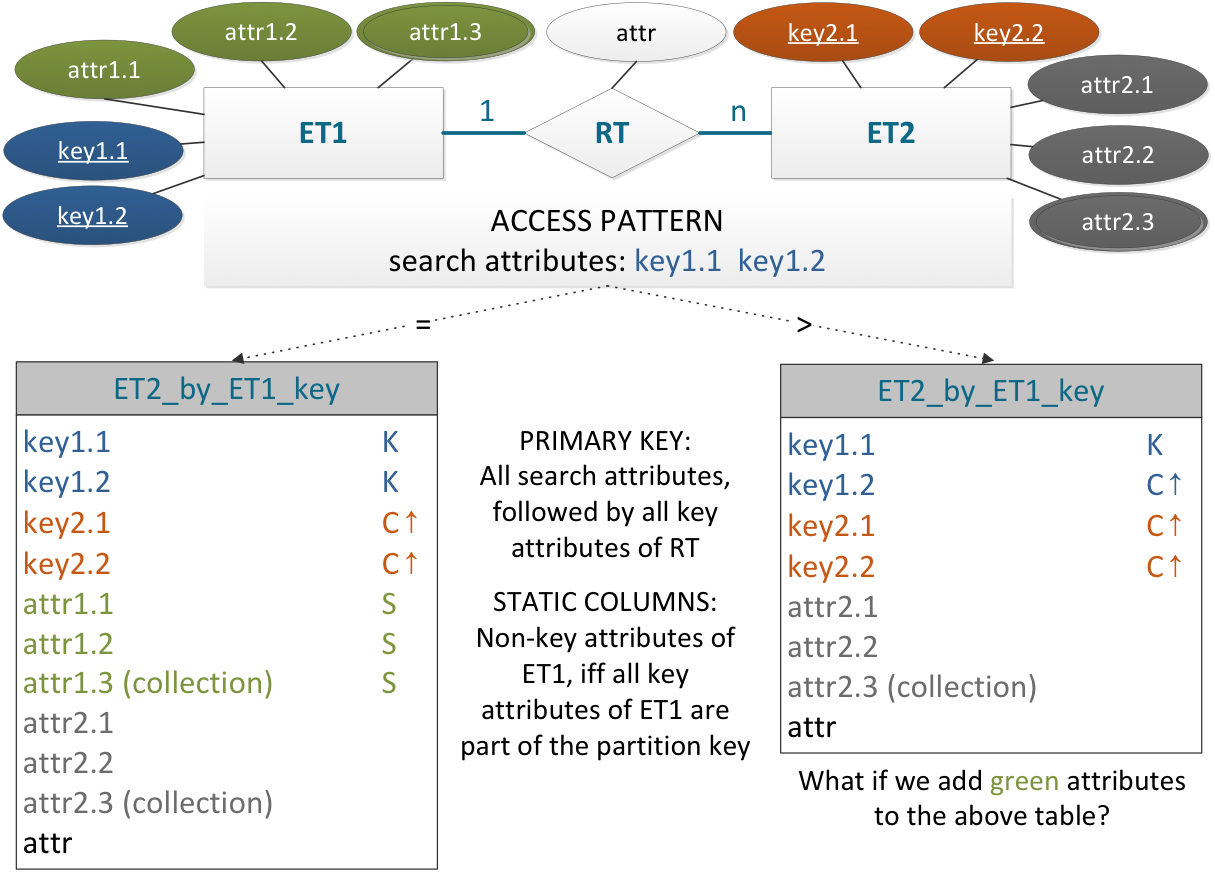 attr1.2
attr1.3
attr
key2.1
key2.2
attr1.1
attr2.1
key1.1
ET1
1
RT
n
ET2
attr2.2
key1.2
attr2.3
ACCESS PATTERN
search attributes: key1.1 key1.2
=
>
ET2_by_ET1_key
key1.1 K
key1.2 K
key2.1 C↑
key2.2 C↑
attr1.1 S
attr1.2 S
attr1.3 (collection) S
attr2.1
attr2.2
attr2.3 (collection)
attr
PRIMARY KEY:
All search attributes,
followed by all key
attributes of RT
STATIC COLUMNS:
Non-key attributes of
ET1, iff all key
attributes of ET1 are
part of the partition key
ET2_by_ET1_key
key1.1 K
key1.2 C↑
key2.1 C↑
key2.2 C↑
attr2.1
attr2.2
attr2.3 (collection)
attr
What if we add green attributes
to the above table?